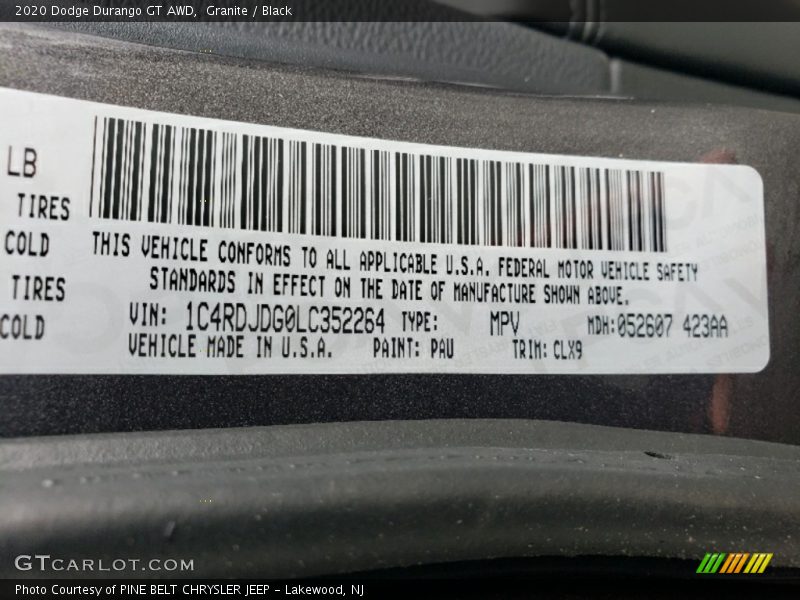 2020 Dodge Durango GT AWD, Granite / Black
LB
TIRES
COLD
TIRES
COLD
THIS VEHICLE CONFORMS TO ALL APPLICABLE U.S.A. FEDERAL MOTOR VEHICLE SAFETY
STANDARDS IN EFFECT ON THE DATE OF MANUFACTURE SHOWN ABOVE.
VIN: 1C4RDJDG0LC352264 TYPE: MPV MDH:052607 423AA
VEHICLE MADE IN U.S.A. PAINT: PAU TRIM: CLX9
GTCARLOT.COM
Photo Courtesy of PINE BELT CHRYSLER JEEP - Lakewood, NJ